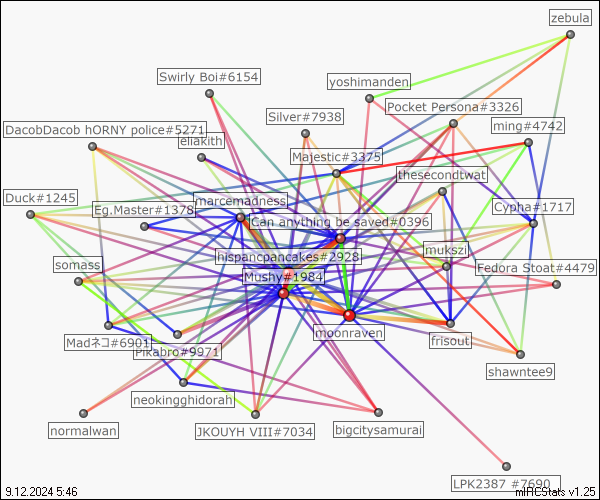 zebula
Swirly Boi#6154
yoshimanden
Pocket Persona#3326
Silver#7938
ming#4742
DacobDacob hORNY police#5271
eliakith
Majestic#3375
thesecondtwat
Duck#1245
marcemadness
Eg.Master#1378
Cypha#1717
Can anything be saved#0396
mukszi
hispancpancakes#2928
somass
Fedora Stoat#4479
Mushy#1984
moonraven
Madネコ#6901
frisout
Pikabro#9971
shawntee9
neokingghidorah
normalwan
JKOUYH VIII#7034
bigcitysamurai
LPK2387 #7690
9.12.2024 5:46
mIRCStats v1.25